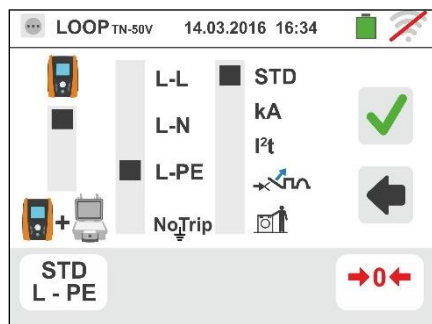 LOOP TN-50V 14.03.2016 16:34
L-L STD
L-N kA
I²t
L-PE
NoTrip
STD
L - PE
→0←